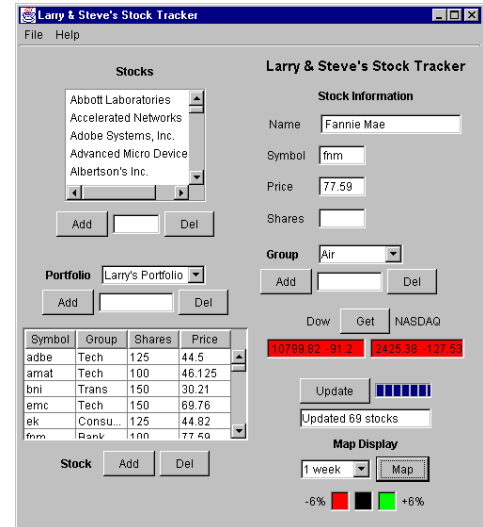 Larry & Steve's Stock Tracker
File Help
Stocks
Abbott Laboratories
Accelerated Networks
Adobe Systems, Inc.
Advanced Micro Device
Albertson's Inc.
Add Del
Portfolio Larry's Portfolio
Add Del
Symbol Group Shares Price
adbe Tech 125 44.5
amat Tech 100 46.125
bni Trans 150 30.21
emc Tech 150 69.76
ek Consu... 125 44.82
fnm Bank 100 77.59
Stock Add Del
Larry & Steve's Stock Tracker
Stock Information
Name Fannie Mae
Symbol fnm
Price 77.59
Shares
Group Air
Add Del
Dow Get NASDAQ
10799.82 -91.2 2425.38 -127.53
Update
Updated 69 stocks
Map Display
1 week Map
-6% +6%